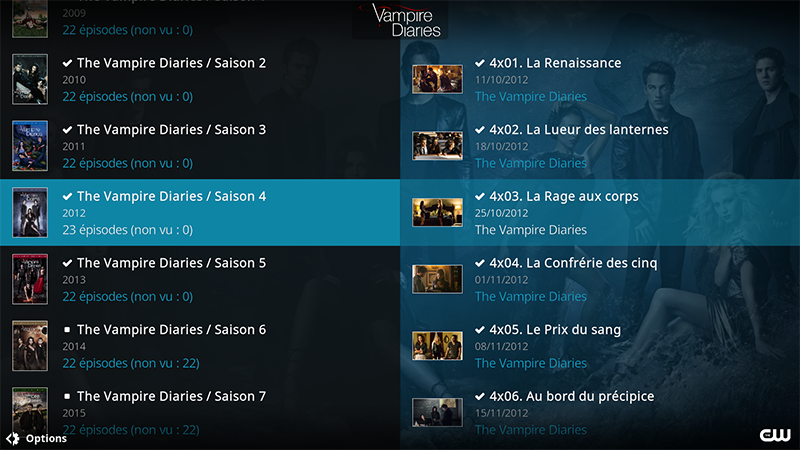 Vampire
Diaries
2009
22 épisodes (non vu : 0)
✔ The Vampire Diaries / Saison 2
2010
22 épisodes (non vu : 0)
✔ The Vampire Diaries / Saison 3
2011
22 épisodes (non vu : 0)
✔ The Vampire Diaries / Saison 4
2012
23 épisodes (non vu : 0)
✔ The Vampire Diaries / Saison 5
2013
22 épisodes (non vu : 0)
▪ The Vampire Diaries / Saison 6
2014
22 épisodes (non vu : 22)
▪ The Vampire Diaries / Saison 7
2015
22 épisodes (non vu : 22)
Options
✔ 4x01. La Renaissance
11/10/2012
The Vampire Diaries
✔ 4x02. La Lueur des lanternes
18/10/2012
The Vampire Diaries
✔ 4x03. La Rage aux corps
25/10/2012
The Vampire Diaries
✔ 4x04. La Confrérie des cinq
01/11/2012
The Vampire Diaries
✔ 4x05. Le Prix du sang
08/11/2012
The Vampire Diaries
✔ 4x06. Au bord du précipice
15/11/2012
The Vampire Diaries
CW